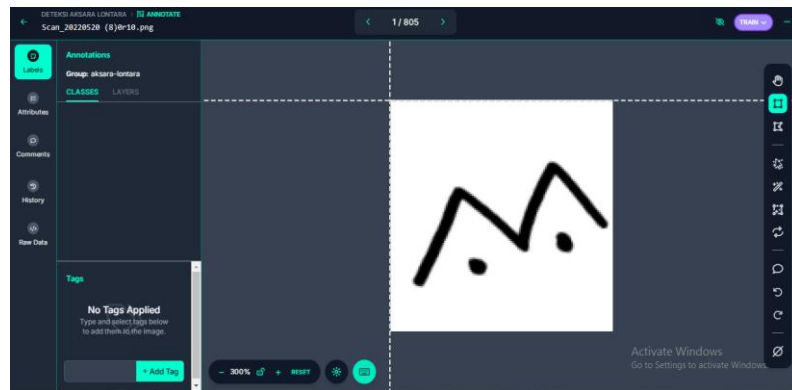 DETEKSI AKSARA LONTARA › ANNOTATE
Scan_20220520 (8)0r10.png
1 / 805
TRAIN
Labels
Attributes
Comments
History
Raw Data
Annotations
Group: aksara-lontara
CLASSES LAYERS
ᨐ
Tags
No Tags Applied
Type and select tags below
to add them to the image.
+ Add Tag
- 300% + RESET
Activate Windows
Go to Settings to activate Windows.